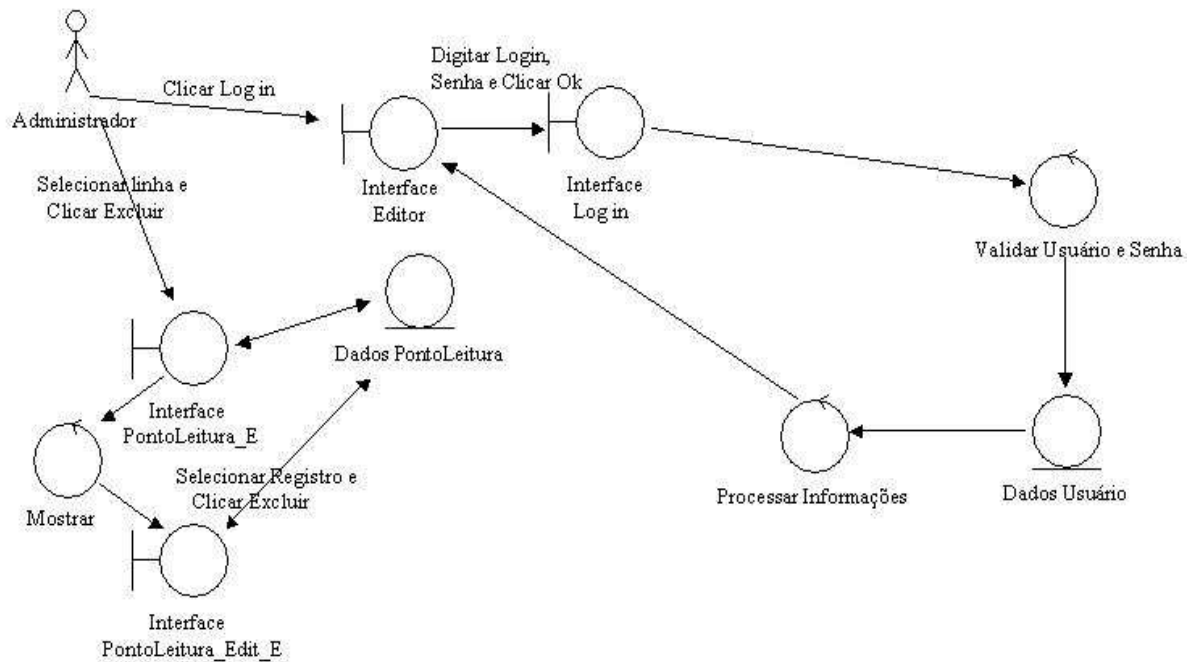 Digitar Login,
Senha e Clicar Ok
Clicar Log in
Administrador
Interface
Editor
Interface
Log in
Selecionar linha e
Clicar Excluir
Validar Usuário e Senha
Dados PontoLeitura
Interface
PontoLeitura_E
Selecionar Registro e
Clicar Excluir
Mostrar
Processar Informações
Dados Usuário
Interface
PontoLeitura_Edit_E